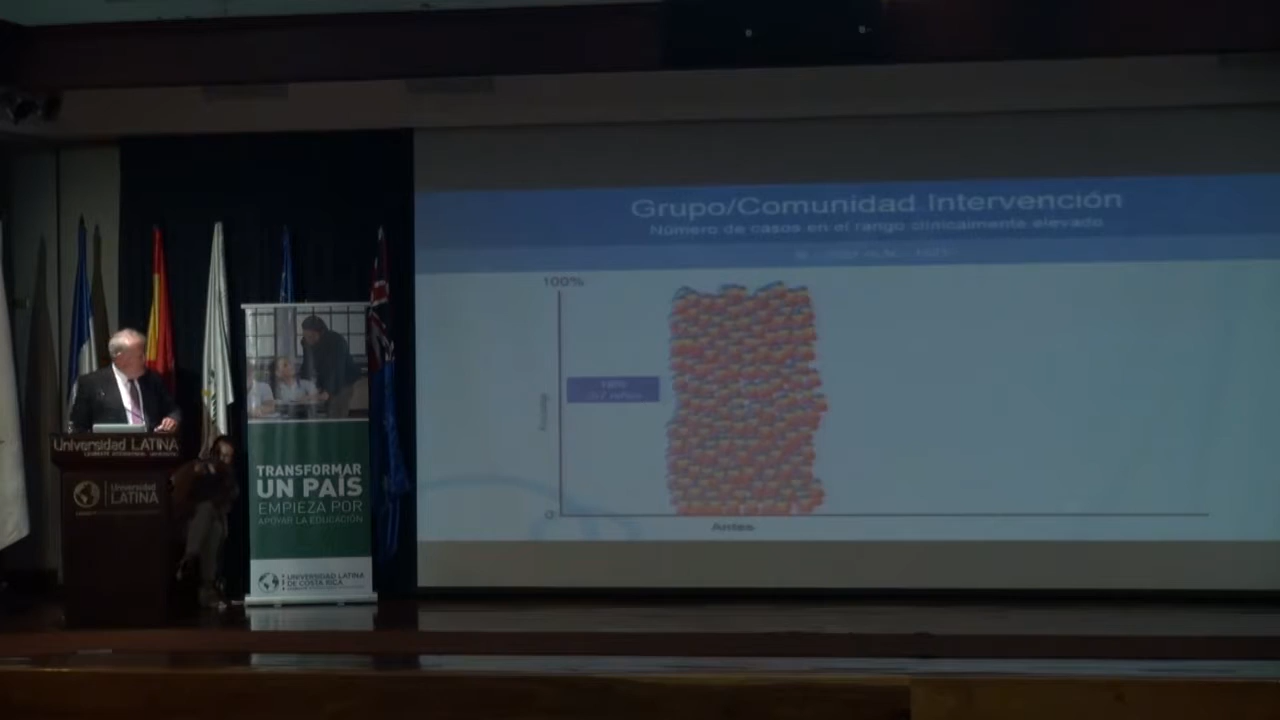 Grupo/Comunidad Intervención
Número de casos en el rango clínicalmente elevado
100%
0
Antes
Universidad LATINA
Universidad
LATINA
TRANSFORMAR
UN PAÍS
EMPIEZA POR
APOYAR LA EDUCACIÓN
UNIVERSIDAD LATINA
DE COSTA RICA